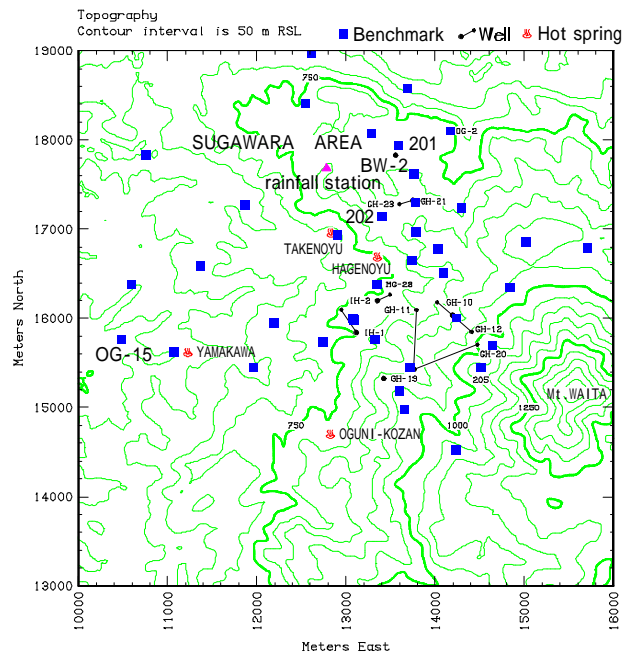 Topography
Contour interval is 50 m RSL
Benchmark Well Hot spring
19000
18000
17000
16000
15000
14000
13000
Meters North
750
OG-2
SUGAWARA AREA
201
BW-2
rainfall station
GH-23
GH-21
202
TAKENOYU
HAGENOYU
MG-28
IH-2
GH-11
GH-10
IH-1
GH-12
OG-15
YAMAKAWA
GH-20
GH-19
205
Mt.WAITA
1250
750
OGUNI-KOZAN
1000
10000
11000
12000
13000
14000
15000
16000
Meters East